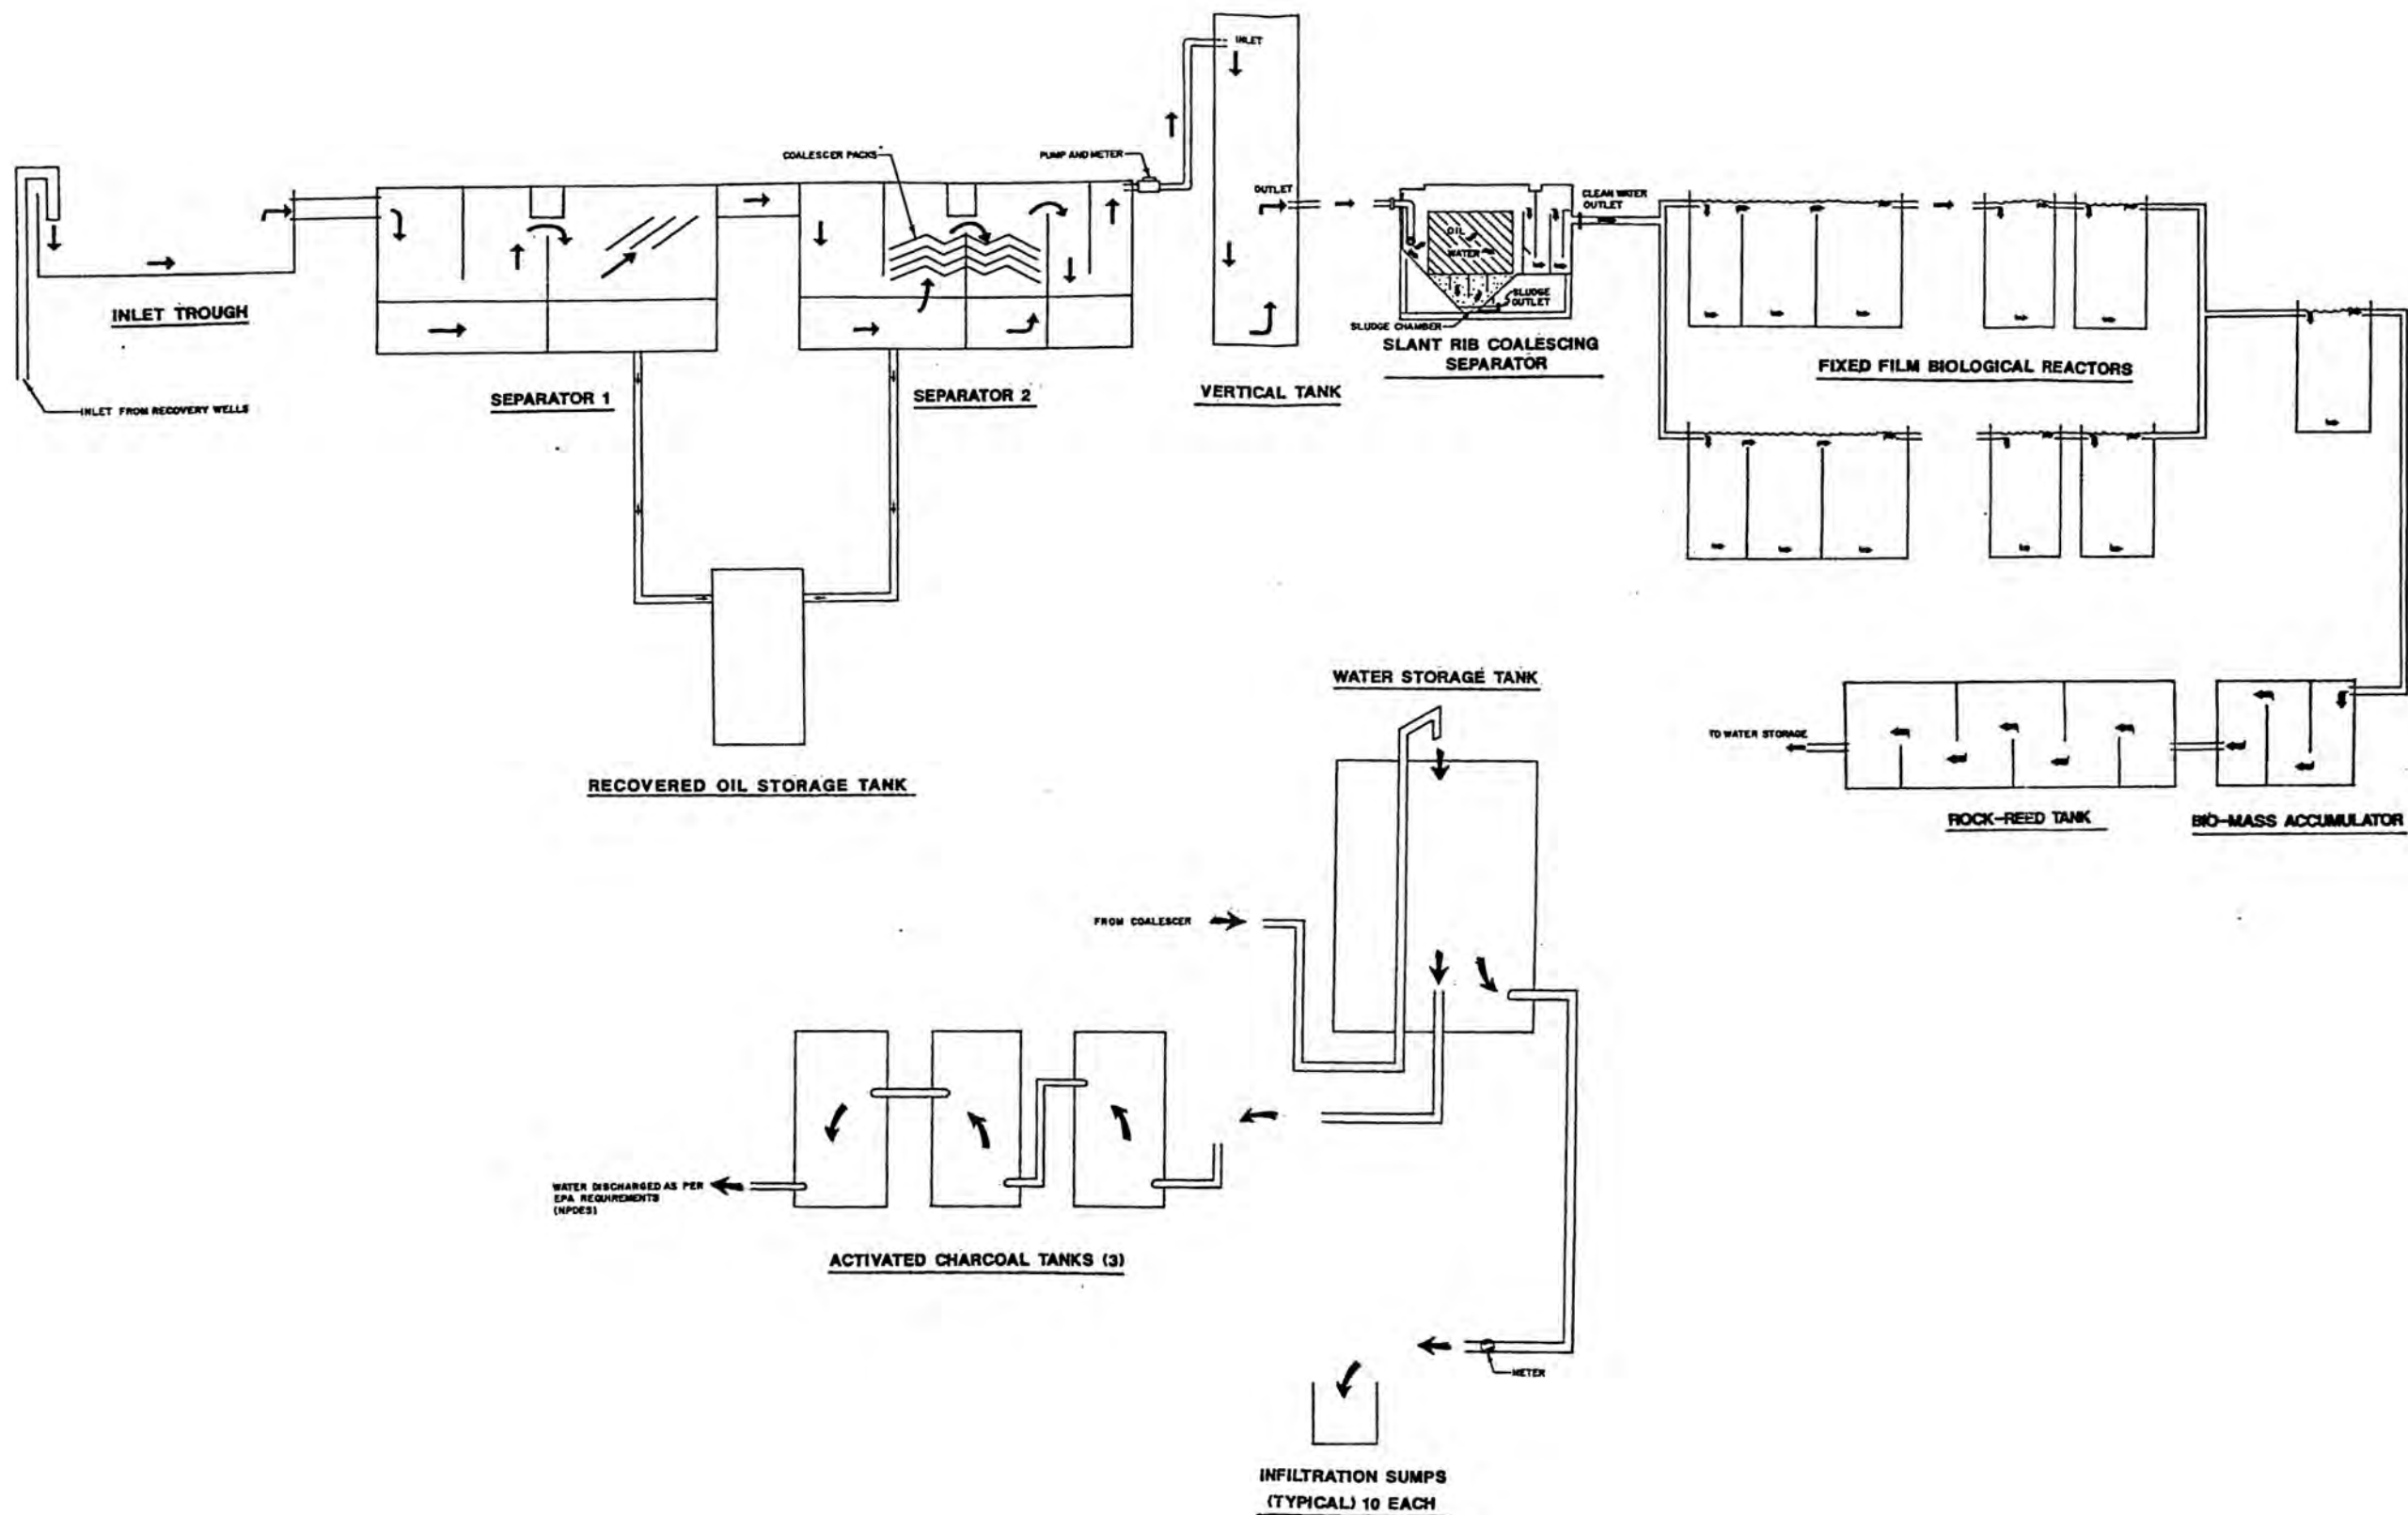 INLET
COALESCER PACKS
PUMP AND METER
OUTLET
CLEAN WATER
OUTLET
OIL
WATER
SLUDGE
OUTLET
SLUDGE CHAMBER
INLET TROUGH
SLANT RIB COALESCING
SEPARATOR
FIXED FILM BIOLOGICAL REACTORS
SEPARATOR 1
SEPARATOR 2
VERTICAL TANK
INLET FROM RECOVERY WELLS
WATER STORAGE TANK
TO WATER STORAGE
RECOVERED OIL STORAGE TANK
ROCK-REED TANK
BIO-MASS ACCUMULATOR
FROM COALESCER
WATER DISCHARGED AS PER
EPA REQUIREMENTS
(NPDES)
ACTIVATED CHARCOAL TANKS (3)
METER
INFILTRATION SUMPS
(TYPICAL) 10 EACH